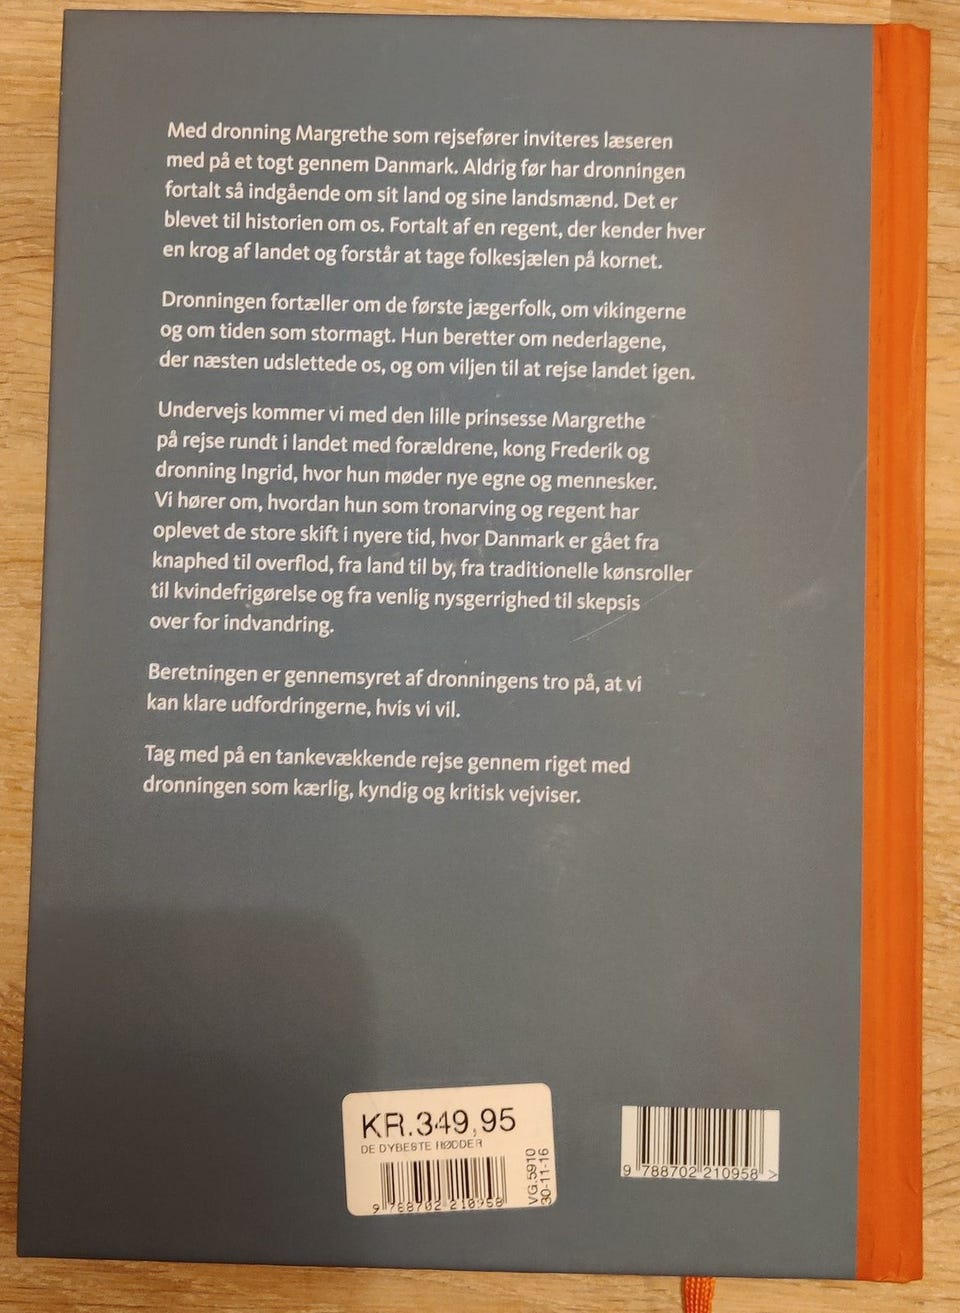 Med dronning Margrethe som rejsefører inviteres læseren
med på et togt gennem Danmark. Aldrig før har dronningen
fortalt så indgående om sit land og sine landsmænd. Det er
blevet til historien om os. Fortalt af en regent, der kender hver
en krog af landet og forstår at tage folkesjælen på kornet.
Dronningen fortæller om de første jægerfolk, om vikingerne
og om tiden som stormagt. Hun beretter om nederlagene,
der næsten udslettede os, og om viljen til at rejse landet igen.
Undervejs kommer vi med den lille prinsesse Margrethe
på rejse rundt i landet med forældrene, kong Frederik og
dronning Ingrid, hvor hun møder nye egne og mennesker.
Vi hører om, hvordan hun som tronarving og regent har
oplevet de store skift i nyere tid, hvor Danmark er gået fra
knaphed til overflod, fra land til by, fra traditionelle kønsroller
til kvindefrigørelse og fra venlig nysgerrighed til skepsis
over for indvandring.
Beretningen er gennemsyret af dronningens tro på, at vi
kan klare udfordringerne, hvis vi vil.
Tag med på en tankevækkende rejse gennem riget med
dronningen som kærlig, kyndig og kritisk vejviser.
KR.349,95
DE DYBESTE RØDDER
9 788702 210958
VG.5910
30-11-16
9 788702 210958 >